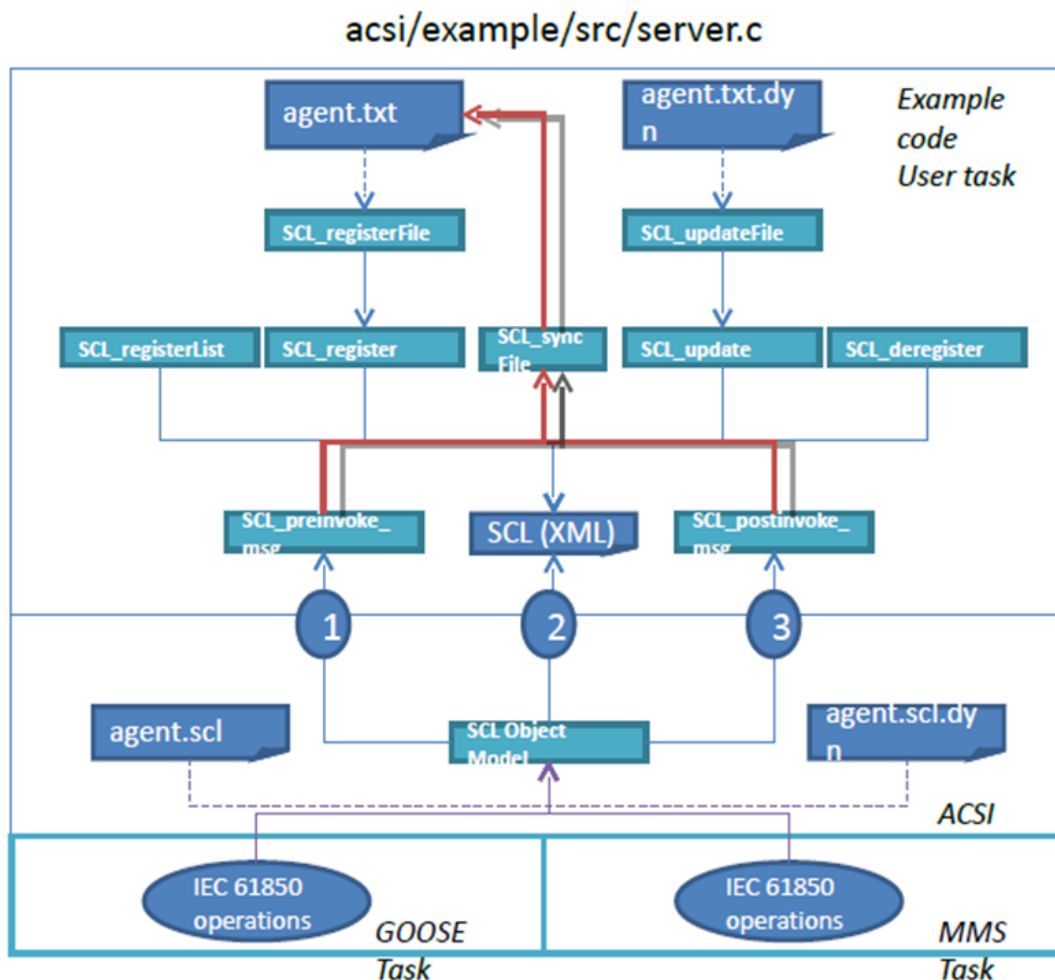 acsi/example/src/server.c
agent.txt
agent.txt.dy
n
Example
code
User task
SCL_registerFile
SCL_updateFile
SCL_registerList
SCL_register
SCL_sync
File
SCL_update
SCL_deregister
SCL_preinvoke_
msg
SCL (XML)
SCL_postinvoke_
msg
1
2
3
agent.scl
SCL Object
Model
agent.scl.dy
n
ACSI
IEC 61850
operations
GOOSE
Task
IEC 61850
operations
MMS
Task